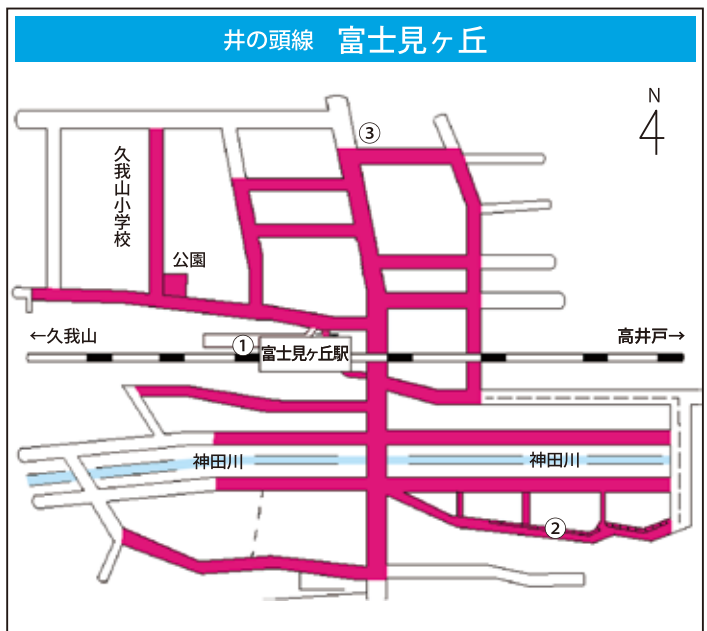 井の頭線 富士見ヶ丘
N
③
久我山小学校
公園
←久我山
高井戸→
①
富士見ヶ丘駅
神田川
神田川
②